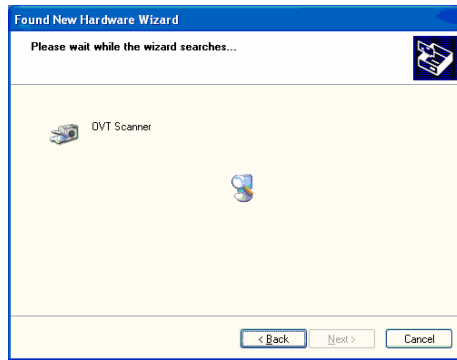 Found New Hardware Wizard
Please wait while the wizard searches...
OVT Scanner
< Back
Next >
Cancel